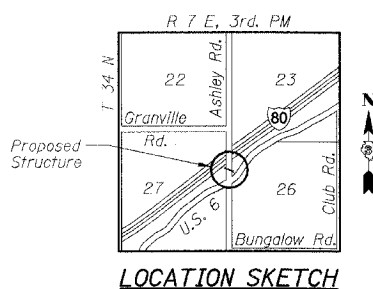 R 7 E, 3rd. PM
T 34 N
22
Ashley Rd.
23
80
N
Granville
Rd.
Proposed
Structure
27
26
Club Rd.
U.S. 6
Bungalow Rd.
LOCATION SKETCH